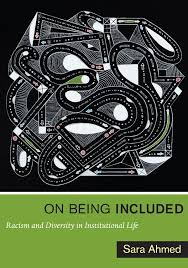 ON BEING INCLUDED
Racism and Diversity in Institutional Life
Sara Ahmed